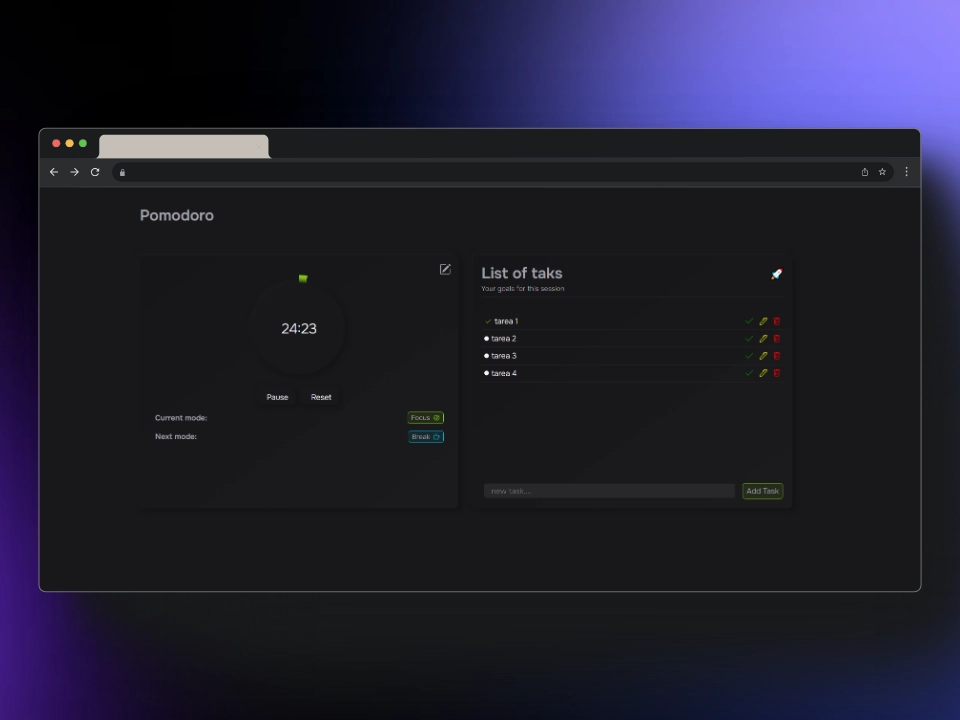 Pomodoro
24:23
Pause Reset
Current mode: Focus
Next mode: Break
List of taks
Your goals for this session
tarea 1
tarea 2
tarea 3
tarea 4
new task... Add Task